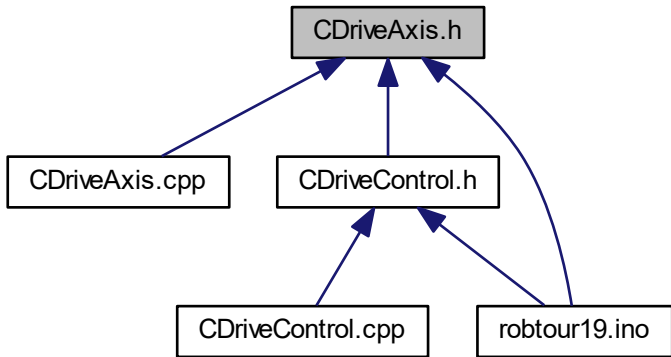 CDriveAxis.h
CDriveAxis.cpp
CDriveControl.h
CDriveControl.cpp
robtour19.ino